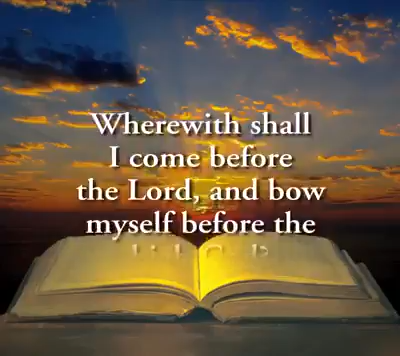 Wherewith shall
I come before
the Lord, and bow
myself before the